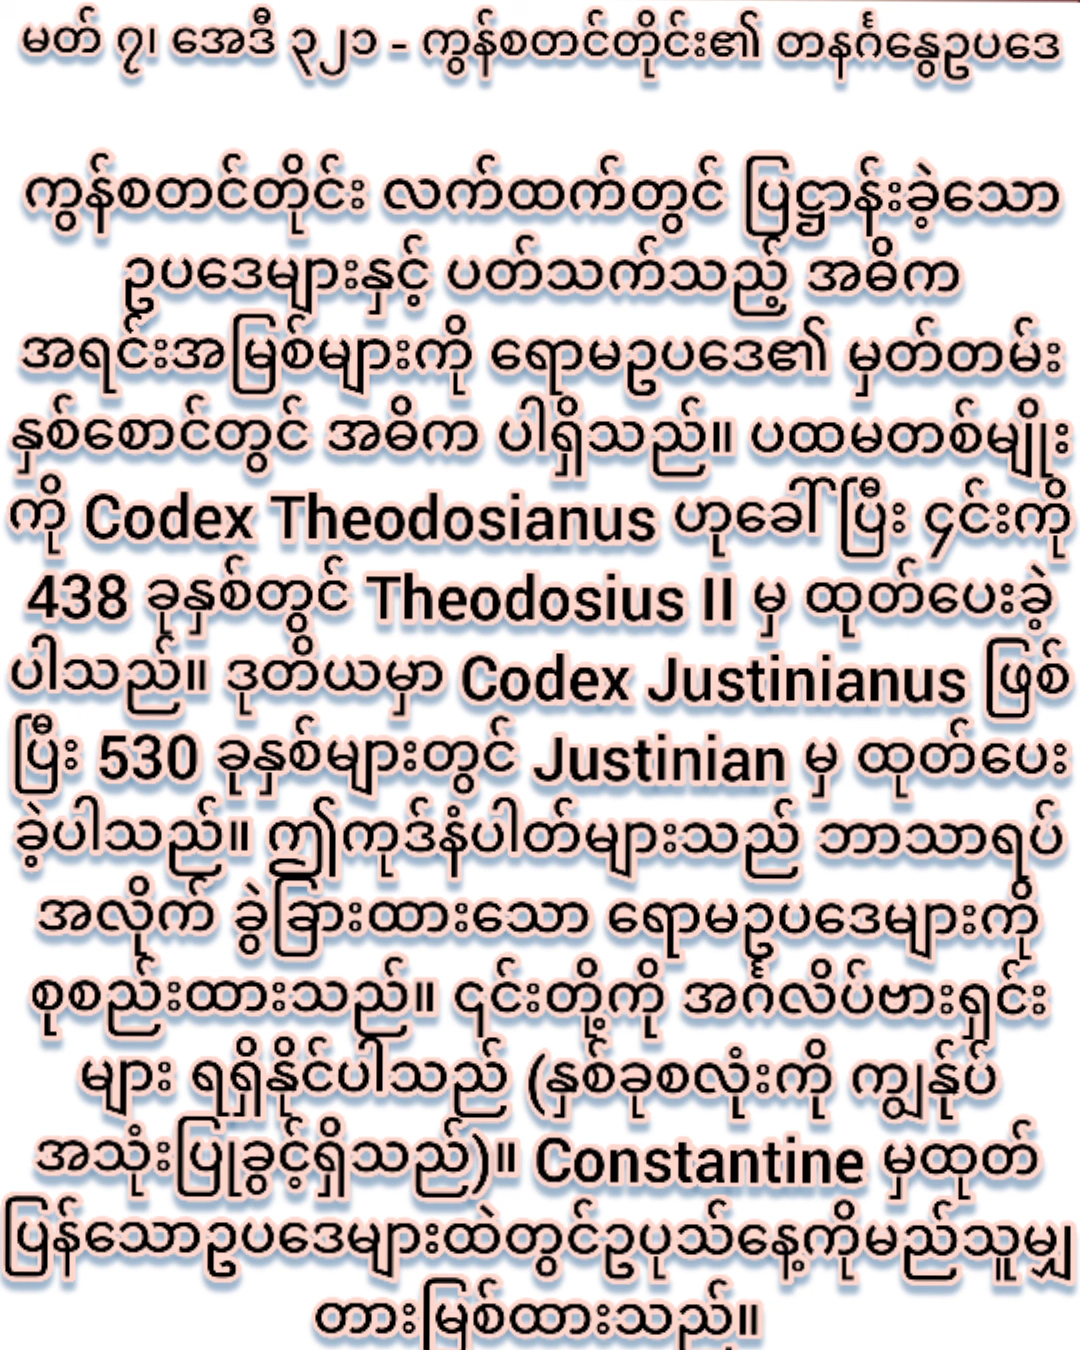 မတ် ၇၊ အေဒီ ၃၂၁ - ကွန်စတင်တိုင်း၏ တနင်္ဂနွေဥပဒေ
ကွန်စတင်တိုင်း လက်ထက်တွင် ပြဋ္ဌာန်းခဲ့သော
ဥပဒေများနှင့် ပတ်သက်သည့် အဓိက
အရင်းအမြစ်များကို ရောမဥပဒေ၏ မှတ်တမ်း
နှစ်စောင်တွင် အဓိက ပါရှိသည်။ ပထမတစ်မျိုး
ကို Codex Theodosianus ဟုခေါ်ပြီး ၄င်းကို
438 ခုနှစ်တွင် Theodosius II မှ ထုတ်ပေးခဲ့
ပါသည်။ ဒုတိယမှာ Codex Justinianus ဖြစ်
ပြီး 530 ခုနှစ်များတွင် Justinian မှ ထုတ်ပေး
ခဲ့ပါသည်။ ဤကုဒ်နံပါတ်များသည် ဘာသာရပ်
အလိုက် ခွဲခြားထားသော ရောမဥပဒေများကို
စုစည်းထားသည်။ ၎င်းတို့ကို အင်္ဂလိပ်ဗားရှင်း
များ ရရှိနိုင်ပါသည် (နှစ်ခုစလုံးကို ကျွန်ုပ်
အသုံးပြုခွင့်ရှိသည်)။ Constantine မှထုတ်
ပြန်သောဥပဒေများထဲတွင်ဥပုသ်နေ့ကိုမည်သူမျှ
တားမြစ်ထားသည်။